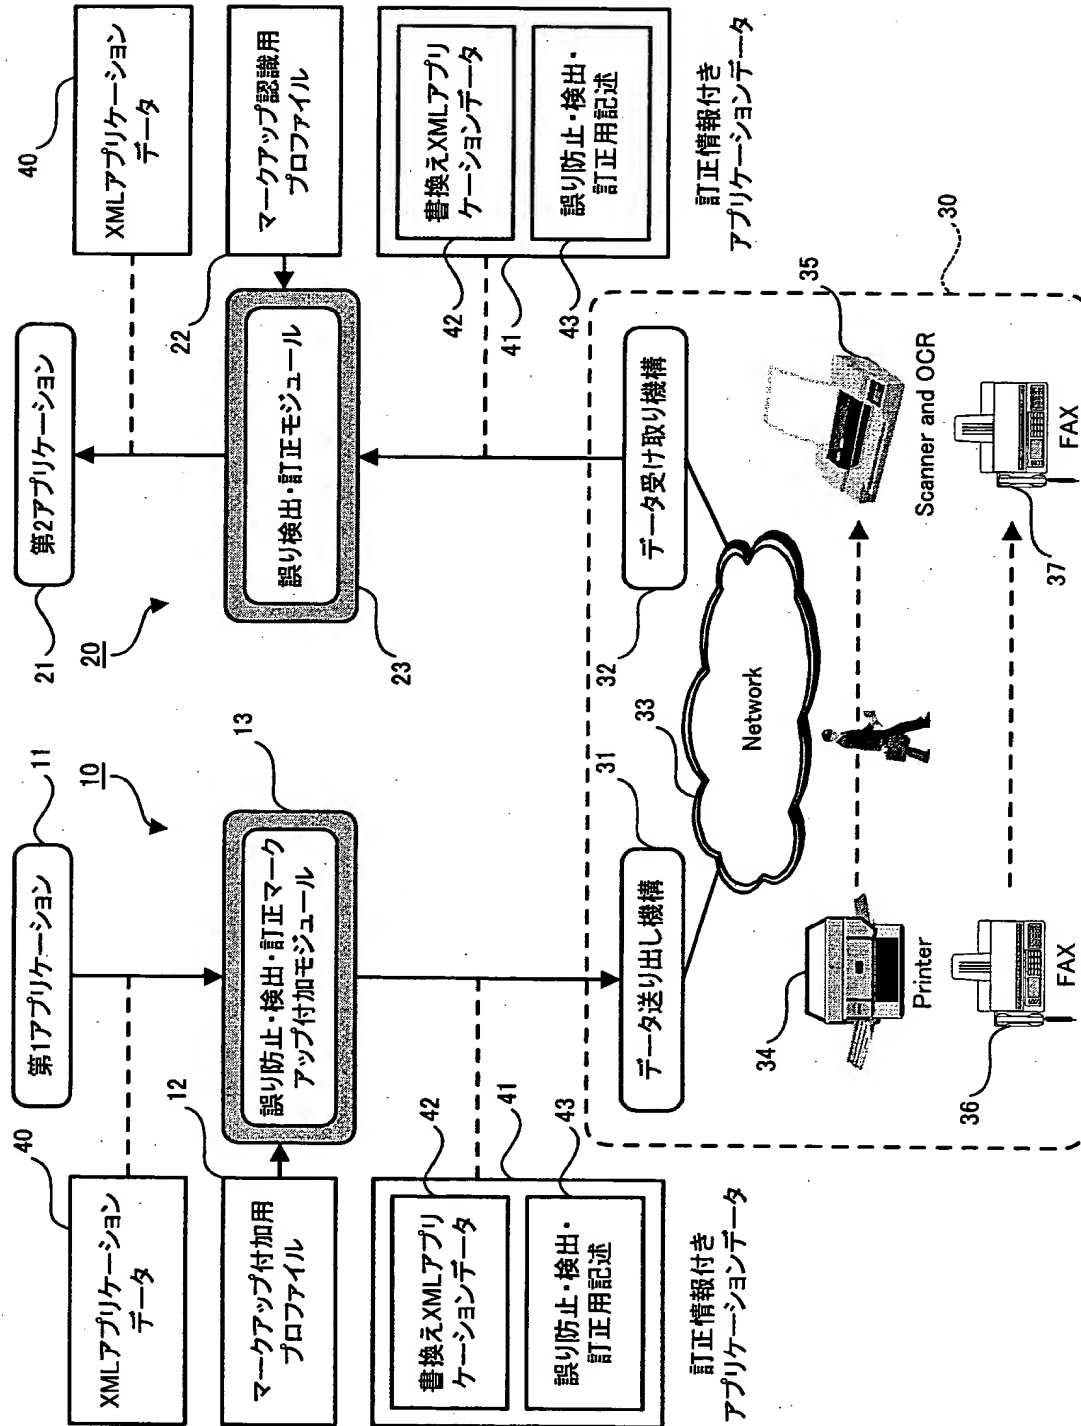 40
XMLアプリケーション
データ
第1アプリケーション
11
10
12
マークアップ付加用
プロファイル
誤り防止・検出・訂正マーク
アップ付加モジュール
13
42
書換えXMLアプリ
ケーションデータ
41
43
誤り防止・検出・
訂正用記述
訂正情報付き
アプリケーションデータ
データ送り出し機構
31
33
Network
34
Printer
36
FAX
第2アプリケーション
21
20
40
XMLアプリケーション
データ
22
マークアップ認識用
プロファイル
誤り検出・訂正モジュール
23
42
書換えXMLアプリ
ケーションデータ
41
43
誤り防止・検出・
訂正用記述
訂正情報付き
アプリケーションデータ
データ受け取り機構
32
30
35
Scanner and OCR
37
FAX